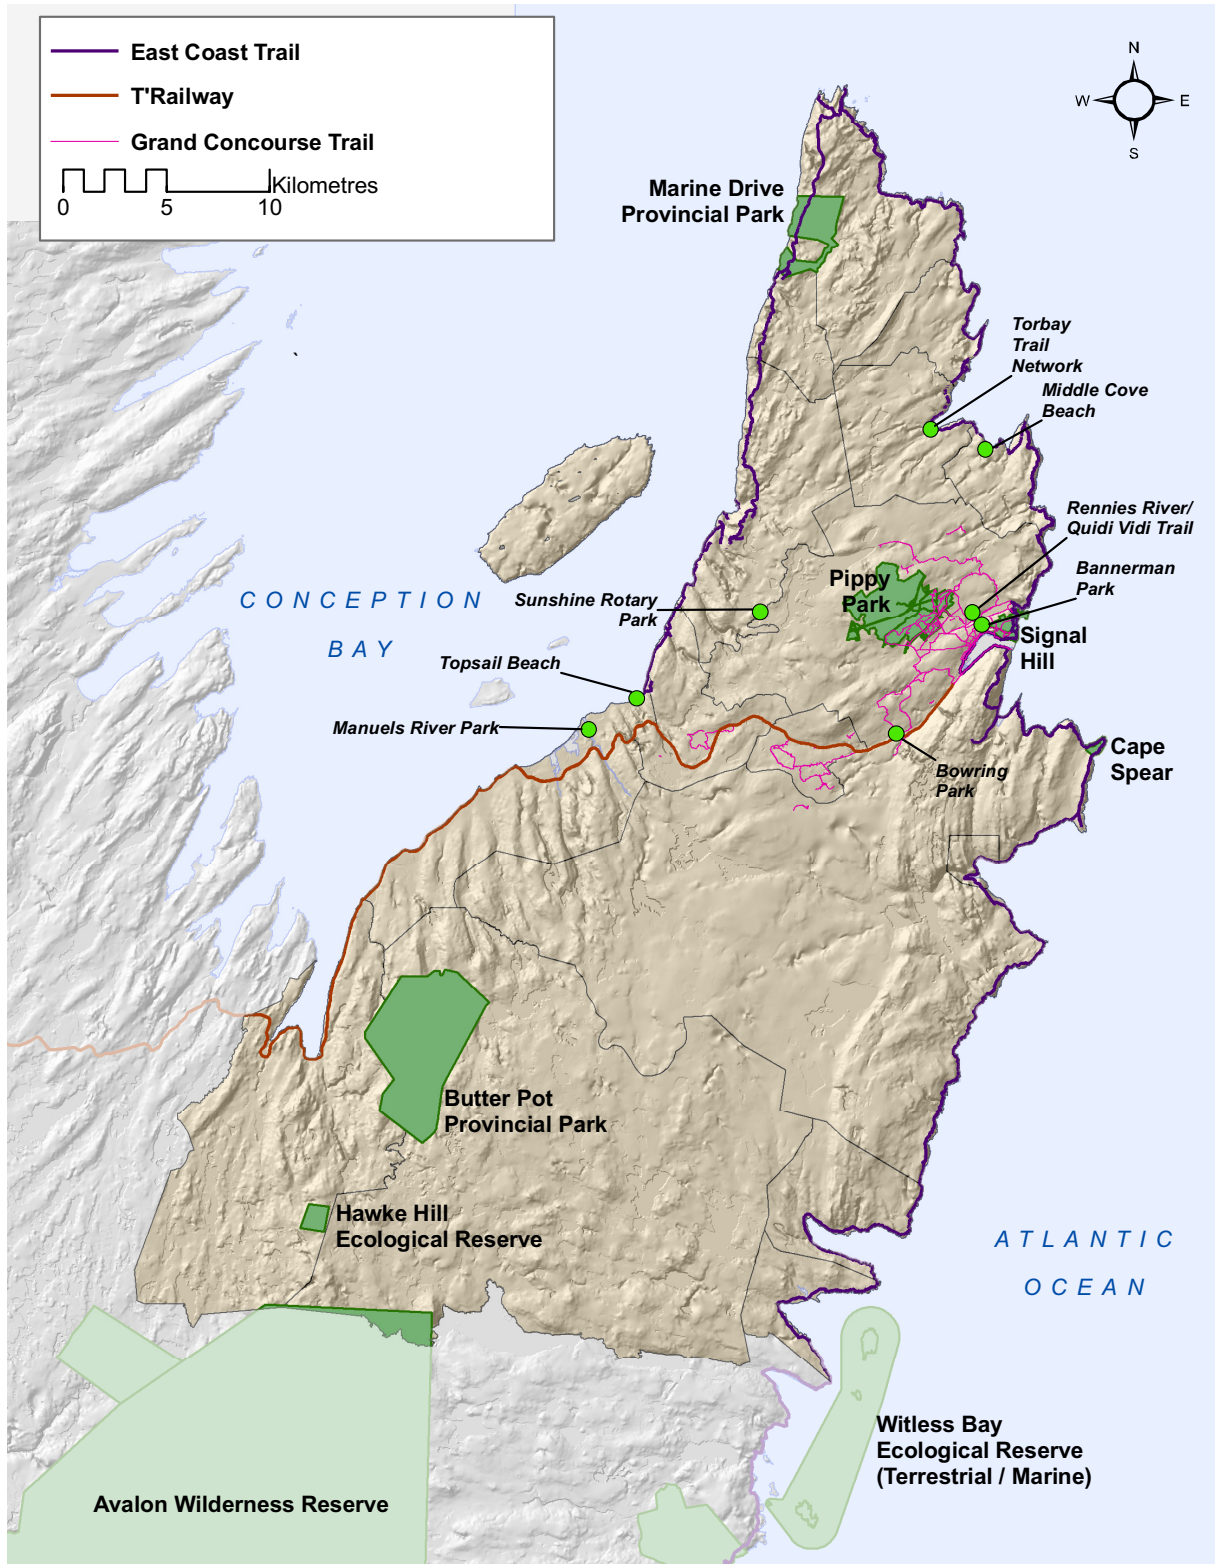 East Coast Trail
T'Railway
Grand Concourse Trail
Kilometres
0 5 10
N
W E
S
Marine Drive
Provincial Park
Torbay
Trail
Network
Middle Cove
Beach
Rennies River/
Quidi Vidi Trail
Bannerman
Park
Pippy
Park
Signal
Hill
CONCEPTION
BAY
Sunshine Rotary
Park
Topsail Beach
Manuels River Park
Cape
Spear
Bowring
Park
Butter Pot
Provincial Park
Hawke Hill
Ecological Reserve
ATLANTIC
OCEAN
Witless Bay
Ecological Reserve
(Terrestrial / Marine)
Avalon Wilderness Reserve